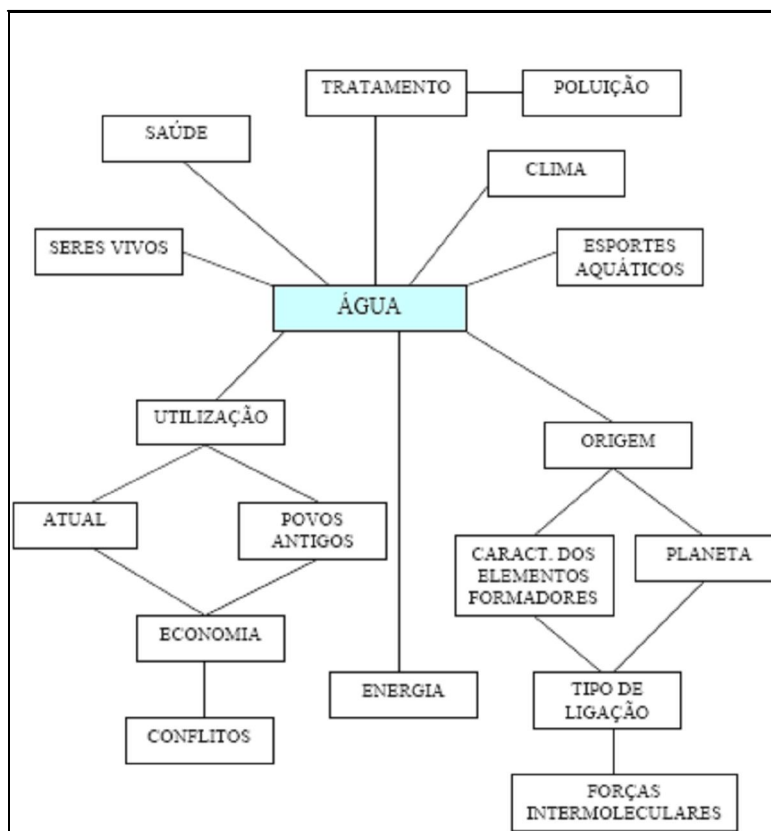 TRATAMENTO
POLUIÇÃO
SAÚDE
CLIMA
SERES VIVOS
ESPORTES
AQUÁTICOS
ÁGUA
UTILIZAÇÃO
ORIGEM
ATUAL
POVOS
ANTIGOS
CARACT. DOS
ELEMENTOS
FORMADORES
PLANETA
ECONOMIA
ENERGIA
TIPO DE
LIGAÇÃO
CONFLITOS
FORÇAS
INTERMOLECULARES